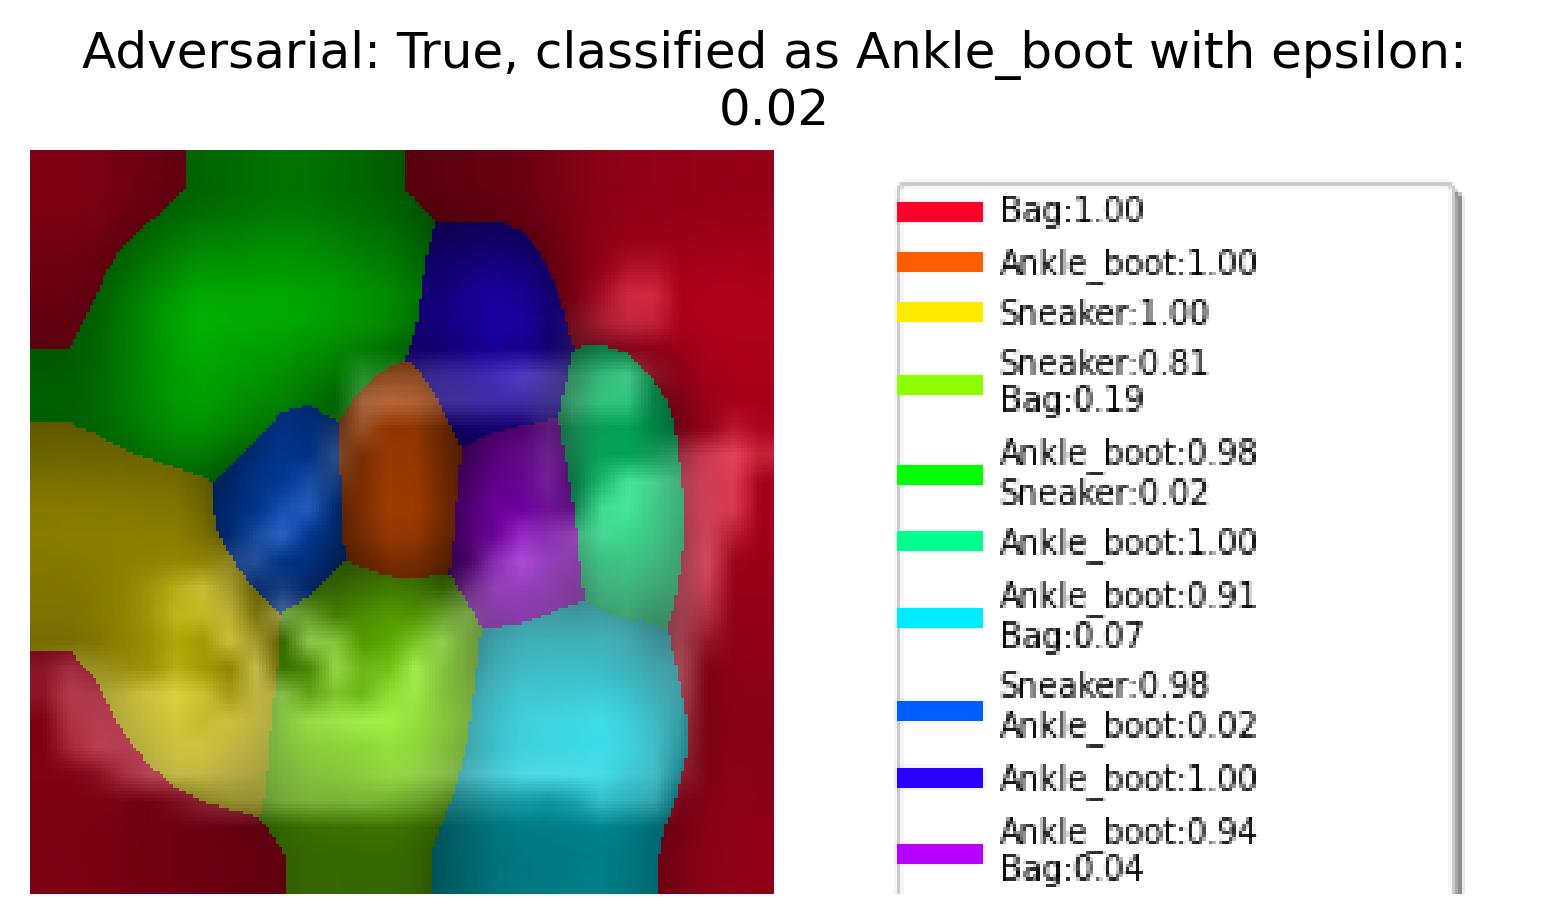 Adversarial: True, classified as Ankle_boot with epsilon:
0.02
Bag:1.00
Ankle_boot:1.00
Sneaker:1.00
Sneaker:0.81
Bag:0.19
Ankle_boot:0.98
Sneaker:0.02
Ankle_boot:1.00
Ankle_boot:0.91
Bag:0.07
Sneaker:0.98
Ankle_boot:0.02
Ankle_boot:1.00
Ankle_boot:0.94
Bag:0.04